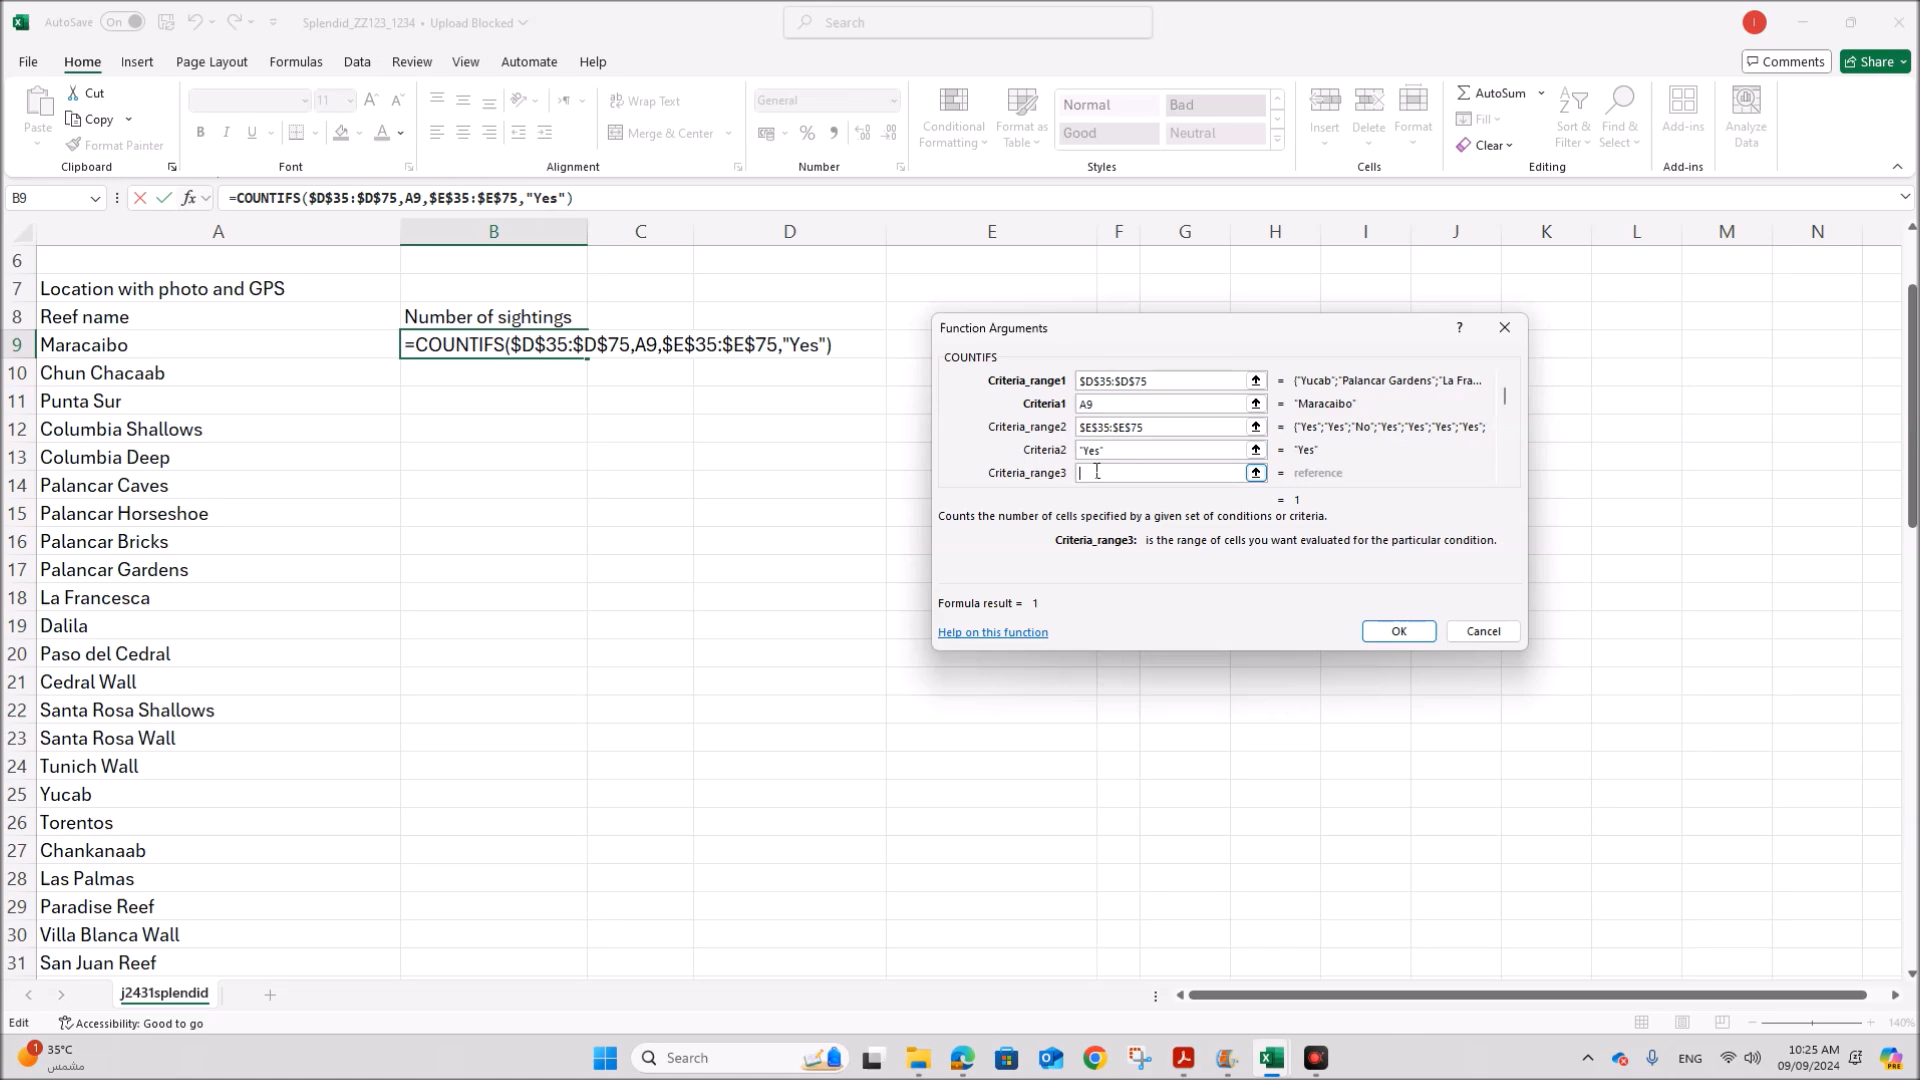 AutoSave On Splendid_ZZ123_1234 • Upload Blocked Search I
File Home Insert Page Layout Formulas Data Review View Automate Help Comments Share
Paste Cut Copy Format Painter Clipboard
11 B I U A Font
Wrap Text Merge & Center Alignment
General % Number
Conditional Formatting Format as Table Normal Bad Good Neutral Styles
Insert Delete Format Cells
AutoSum Fill Clear Sort & Filter Find & Select Editing
Add-ins Add-ins
Analyze Data
B9 fx =COUNTIFS($D$35:$D$75,A9,$E$35:$E$75,"Yes")
A B C D E F G H I J K L M N
6
7 Location with photo and GPS
8 Reef name Number of sightings
9 Maracaibo =COUNTIFS($D$35:$D$75,A9,$E$35:$E$75,"Yes")
10 Chun Chacaab
11 Punta Sur
12 Columbia Shallows
13 Columbia Deep
14 Palancar Caves
15 Palancar Horseshoe
16 Palancar Bricks
17 Palancar Gardens
18 La Francesca
19 Dalila
20 Paso del Cedral
21 Cedral Wall
22 Santa Rosa Shallows
23 Santa Rosa Wall
24 Tunich Wall
25 Yucab
26 Torentos
27 Chankanaab
28 Las Palmas
29 Paradise Reef
30 Villa Blanca Wall
31 San Juan Reef
Function Arguments ?
COUNTIFS
Criteria_range1 $D$35:$D$75 = {"Yucab";"Palancar Gardens";"La Fra...
Criteria1 A9 = "Maracaibo"
Criteria_range2 $E$35:$E$75 = {"Yes";"Yes";"No";"Yes";"Yes";"Yes";"Yes";
Criteria2 "Yes" = "Yes"
Criteria_range3 = reference
= 1
Counts the number of cells specified by a given set of conditions or criteria.
Criteria_range3: is the range of cells you want evaluated for the particular condition.
Formula result = 1
Help on this function OK Cancel
j2431splendid
Edit Accessibility: Good to go 140%
1 35°C
مشمس
Search ENG 10:25 AM
09/09/2024
PRE